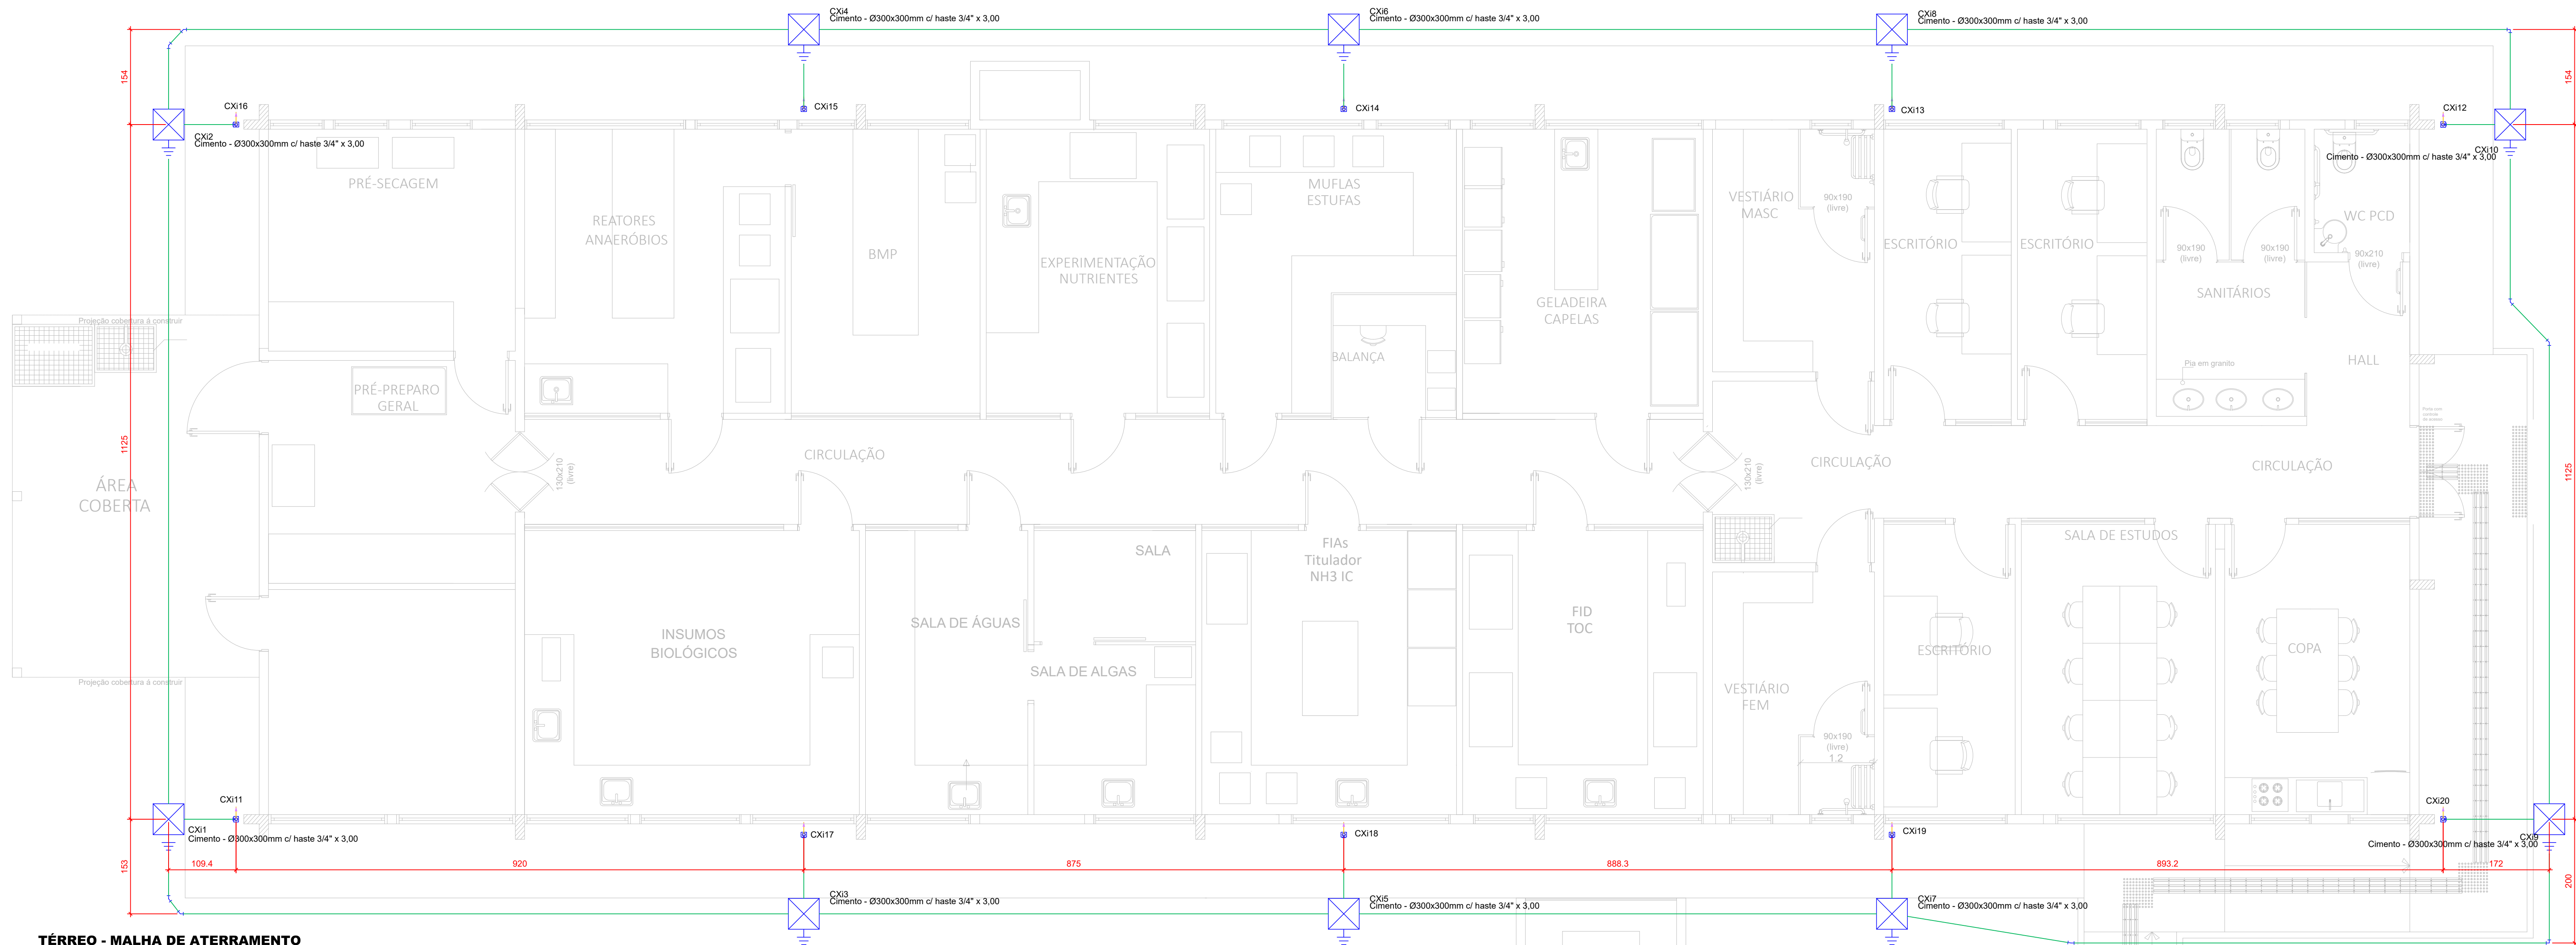 CXi4
Cimento - Ø300x300mm c/ haste 3/4" x 3,00
CXi6
Cimento - Ø300x300mm c/ haste 3/4" x 3,00
CXi8
Cimento - Ø300x300mm c/ haste 3/4" x 3,00
154
154
CXi16
CXi15
CXi14
CXi13
CXi12
CXi2
Cimento - Ø300x300mm c/ haste 3/4" x 3,00
CXi10
Cimento - Ø300x300mm c/ haste 3/4" x 3,00
PRÉ-SECAGEM
REATORES
ANAERÓBIOS
BMP
EXPERIMENTAÇÃO
NUTRIENTES
MUFLAS
ESTUFAS
BALANÇA
GELADEIRA
CAPELAS
VESTIÁRIO
MASC
90x190
(livre)
ESCRITÓRIO
ESCRITÓRIO
90x190
(livre)
90x190
(livre)
WC PCD
90x210
(livre)
SANITÁRIOS
HALL
Pia em granito
Projeção cobertura á construir
PRÉ-PREPARO
GERAL
1125
1125
ÁREA
COBERTA
CIRCULAÇÃO
130x210
(livre)
130x210
(livre)
CIRCULAÇÃO
CIRCULAÇÃO
Porta com
controle
de acesso
SALA DE ESTUDOS
SALA
FIAs
Titulador
NH3 IC
FID
TOC
INSUMOS
BIOLÓGICOS
SALA DE ÁGUAS
SALA DE ALGAS
ESCRITÓRIO
COPA
VESTIÁRIO
FEM
90x190
(livre)
1.2
Projeção cobertura á construir
CXi11
CXi20
CXi1
Cimento - Ø300x300mm c/ haste 3/4" x 3,00
CXi17
CXi18
CXi19
CXi9
Cimento - Ø300x300mm c/ haste 3/4" x 3,00
153
109.4
920
875
888.3
893.2
172
200
CXi3
Cimento - Ø300x300mm c/ haste 3/4" x 3,00
CXi5
Cimento - Ø300x300mm c/ haste 3/4" x 3,00
CXi7
Cimento - Ø300x300mm c/ haste 3/4" x 3,00
TÉRREO - MALHA DE ATERRAMENTO